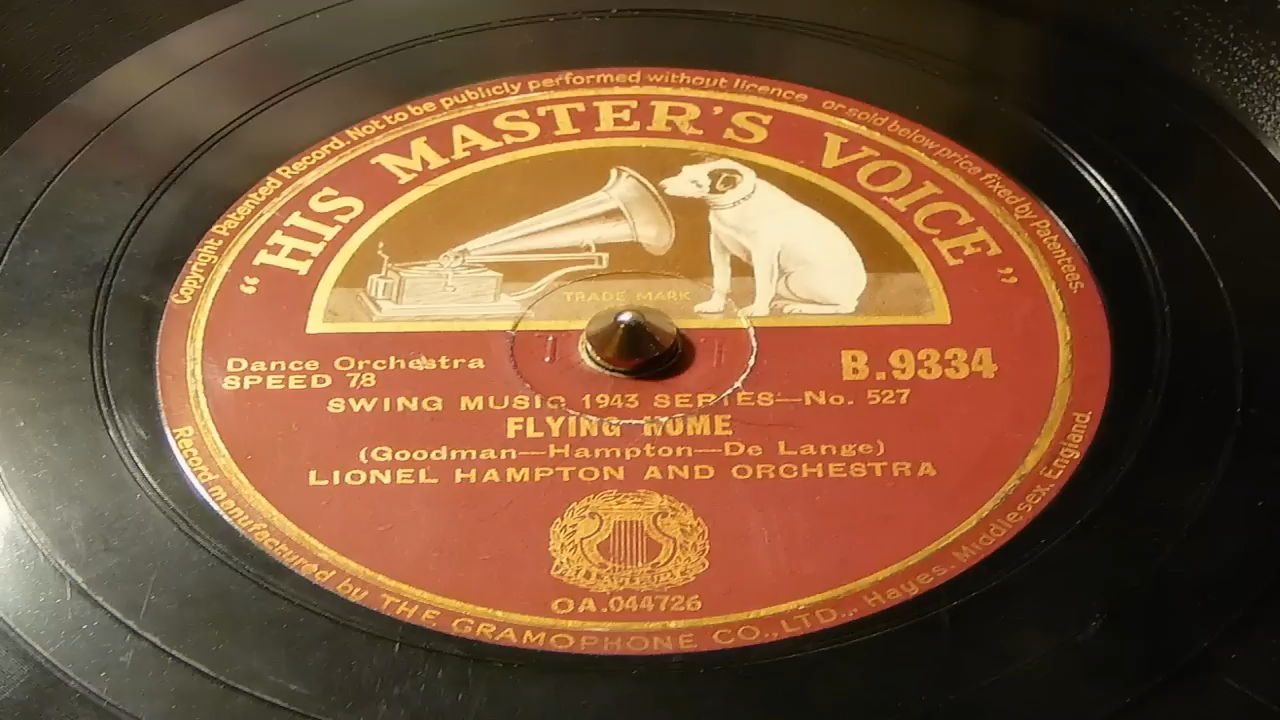 Copyright Patented Record. Not to be publicly performed without licence or sold below price fixed by Patentees.
“HIS MASTER'S VOICE”
TRADE MARK
Dance Orchestra
SPEED 78
B.9334
SWING MUSIC 1943 SERIES—No. 527
FLYING HOME
(Goodman—Hampton—De Lange)
LIONEL HAMPTON AND ORCHESTRA
OA.044726
Record manufactured by THE GRAMOPHONE CO., LTD., Hayes. Middlesex. England.